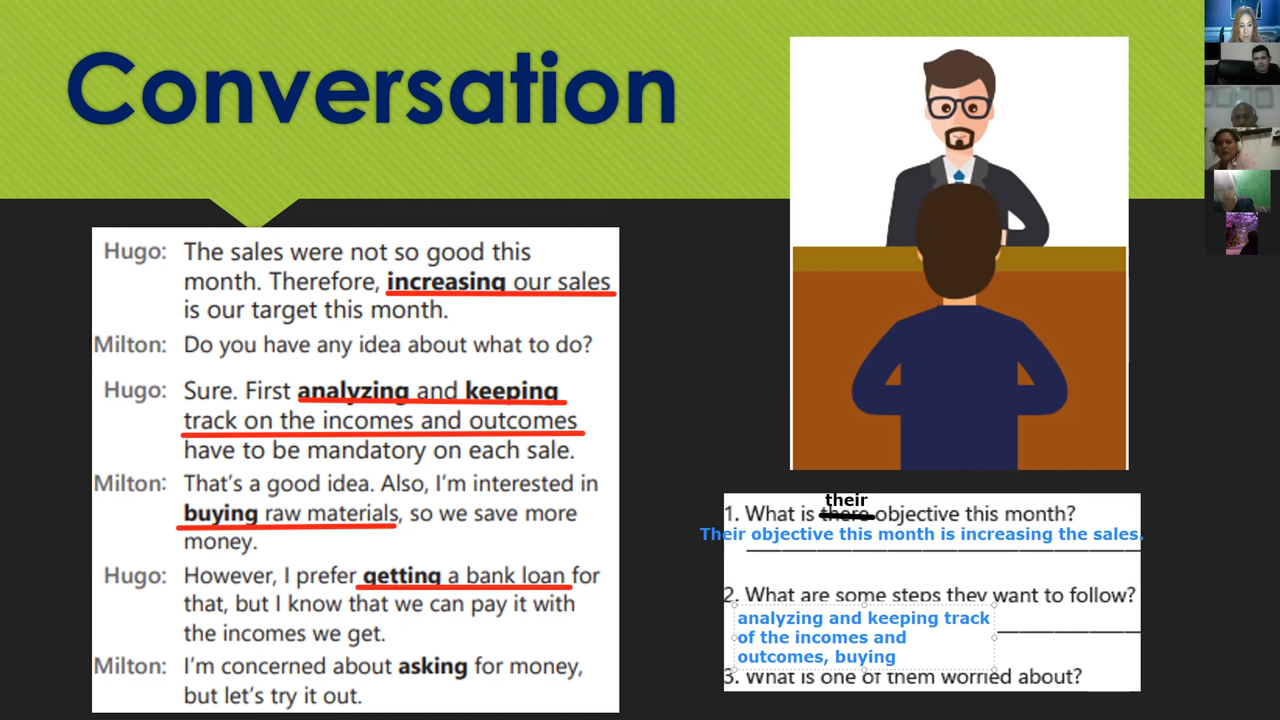 Conversation
Hugo: The sales were not so good this
month. Therefore, increasing our sales
is our target this month.
Milton: Do you have any idea about what to do?
Hugo: Sure. First analyzing and keeping
track on the incomes and outcomes
have to be mandatory on each sale.
Milton: That's a good idea. Also, I'm interested in
buying raw materials, so we save more
money.
Hugo: However, I prefer getting a bank loan for
that, but I know that we can pay it with
the incomes we get.
Milton: I'm concerned about asking for money,
but let's try it out.
their
1. What is there objective this month?
Their objective this month is increasing the sales.
2. What are some steps they want to follow?
analyzing and keeping track
of the incomes and
outcomes, buying
3. What is one of them worried about?